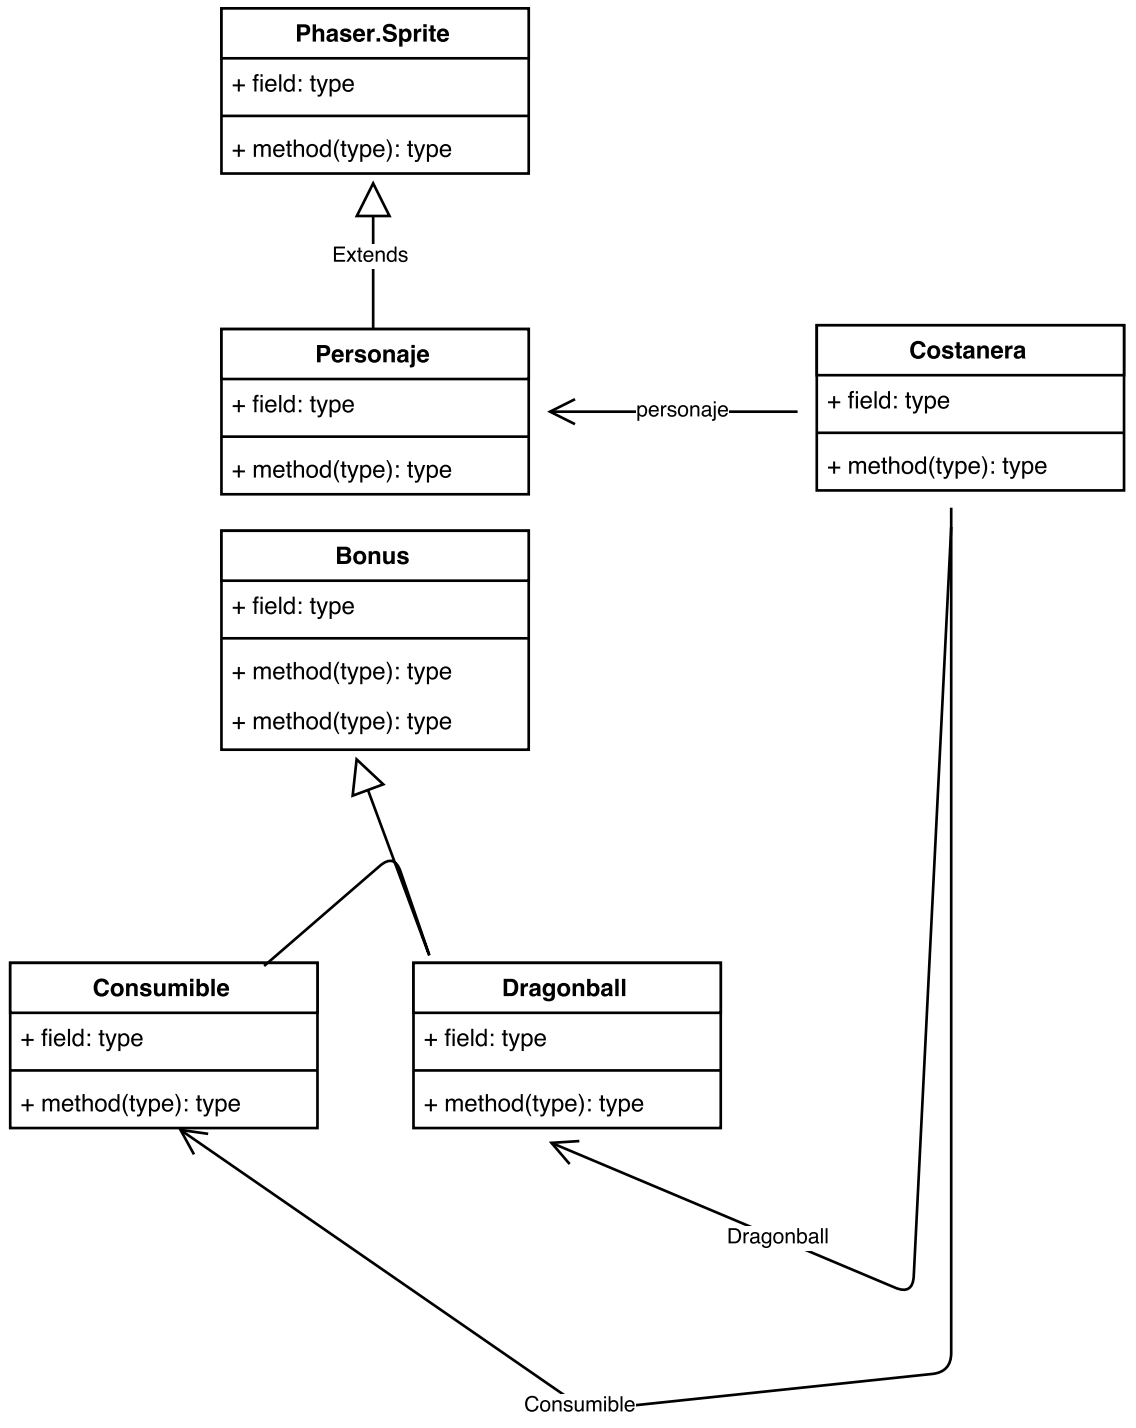 Phaser.Sprite
+ field: type
+ method(type): type
Extends
Personaje
+ field: type
+ method(type): type
personaje
Costanera
+ field: type
+ method(type): type
Bonus
+ field: type
+ method(type): type
+ method(type): type
Consumible
+ field: type
+ method(type): type
Dragonball
+ field: type
+ method(type): type
Dragonball
Consumible